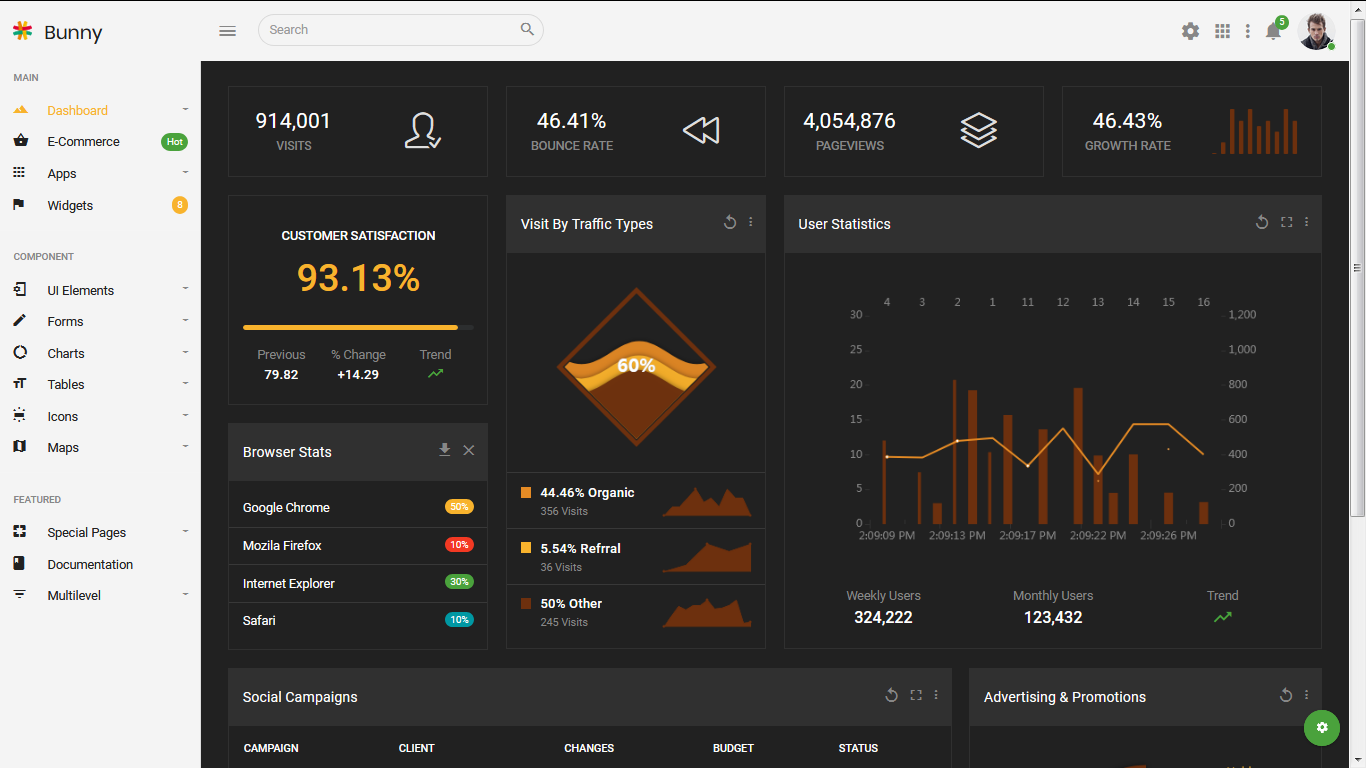 Bunny
Search
5
MAIN
Dashboard
E-Commerce Hot
Apps
Widgets 8
COMPONENT
UI Elements
Forms
Charts
Tables
Icons
Maps
FEATURED
Special Pages
Documentation
Multilevel
914,001
VISITS
46.41%
BOUNCE RATE
4,054,876
PAGEVIEWS
46.43%
GROWTH RATE
CUSTOMER SATISFACTION
93.13%
Previous % Change Trend
79.82 +14.29
Browser Stats
Google Chrome 50%
Mozila Firefox 10%
Internet Explorer 30%
Safari 10%
Visit By Traffic Types
60%
44.46% Organic
356 Visits
5.54% Refrral
36 Visits
50% Other
245 Visits
User Statistics
4 3 2 1 11 12 13 14 15 16
30 1,200
25 1,000
20 800
15 600
10 400
5 200
0 0
2:09:09 PM 2:09:13 PM 2:09:17 PM 2:09:22 PM 2:09:26 PM
Weekly Users Monthly Users Trend
324,222 123,432
Social Campaigns
CAMPAIGN CLIENT CHANGES BUDGET STATUS
Advertising & Promotions